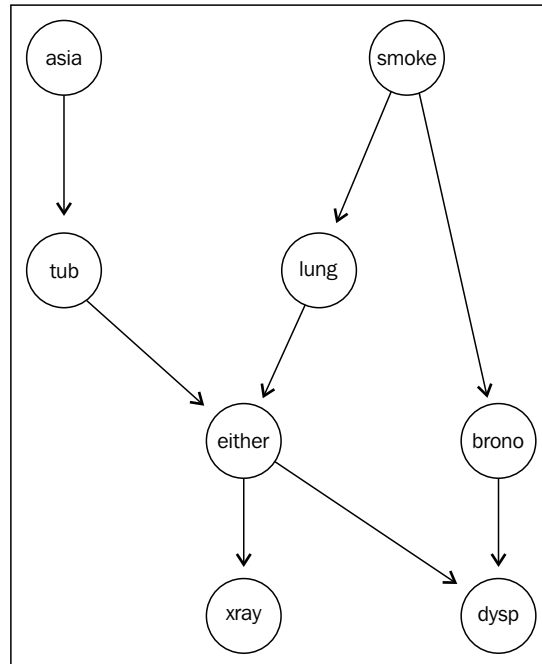 asia
smoke
tub
lung
either
brono
xray
dysp